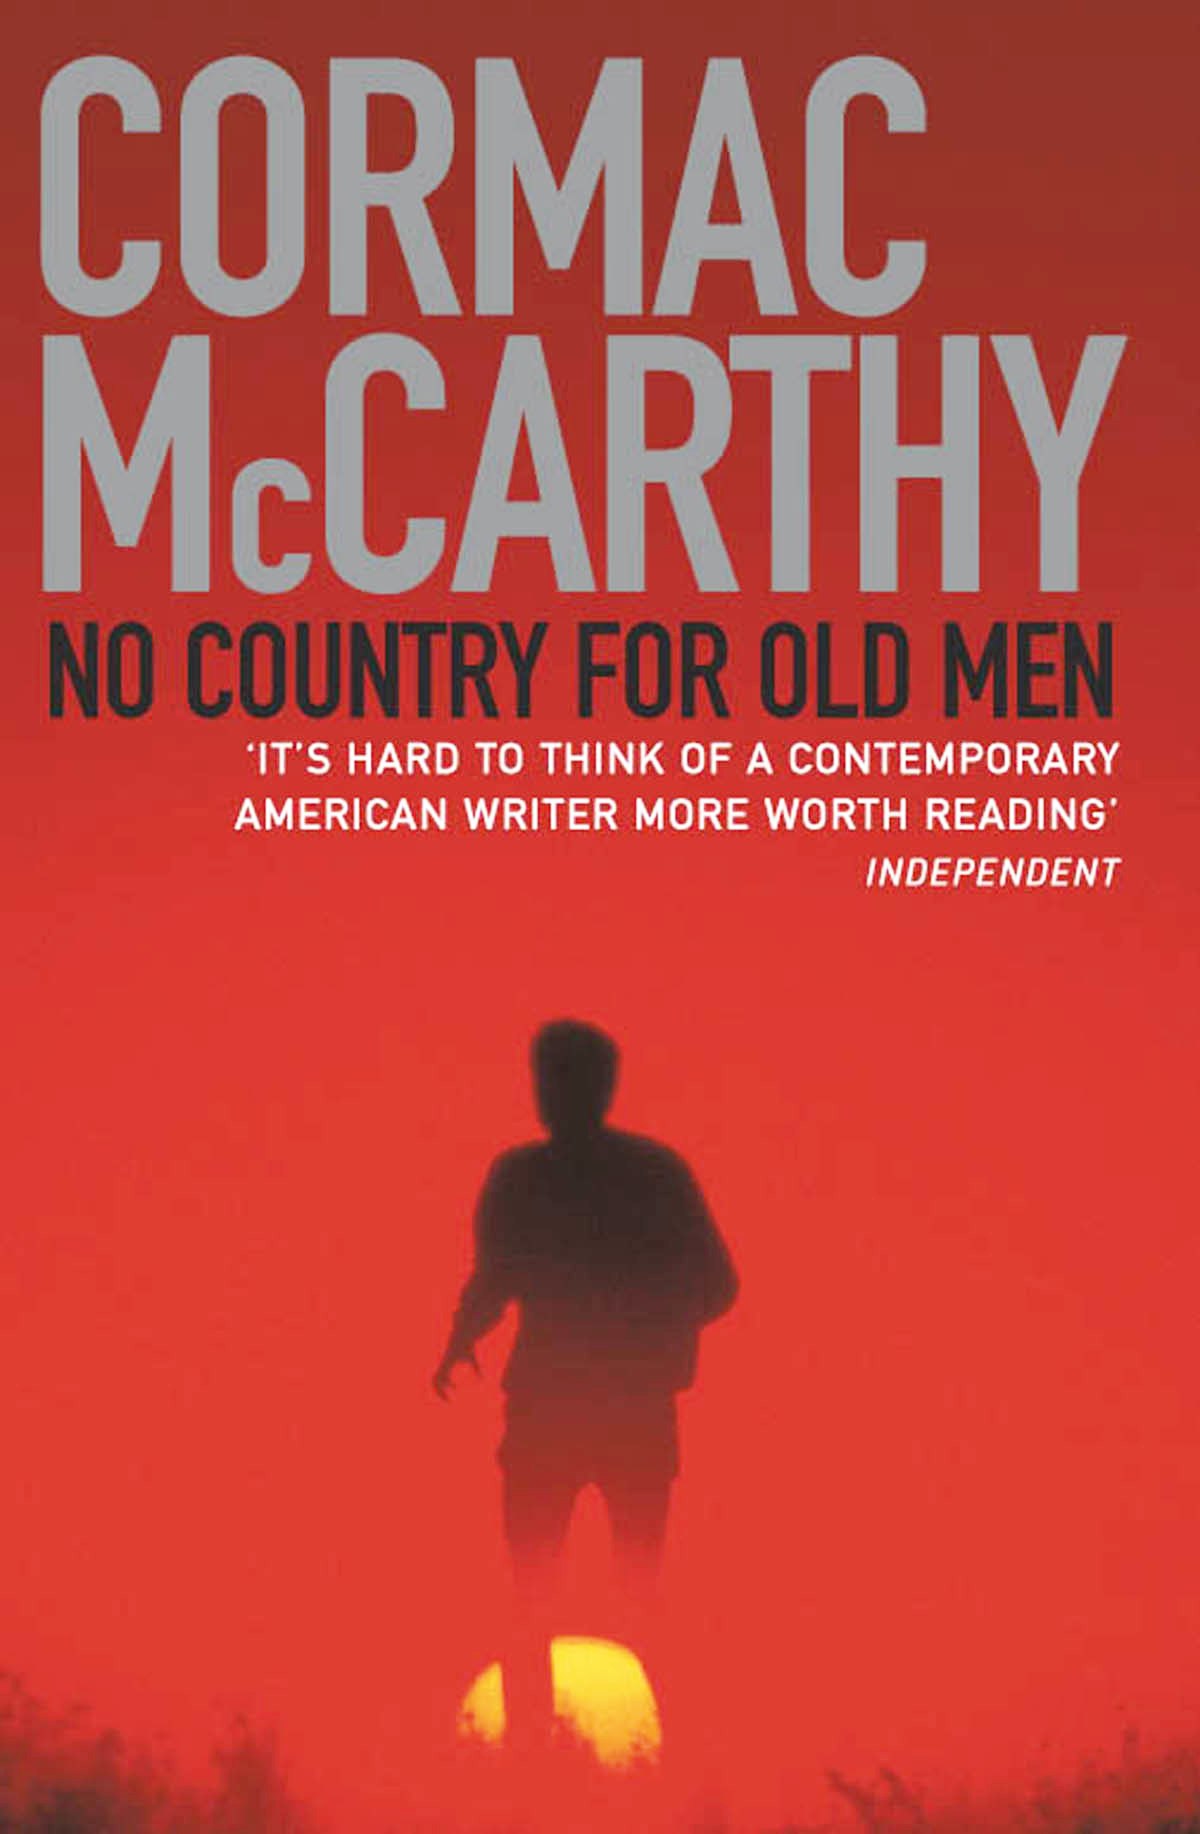 CORMAC
McCARTHY
NO COUNTRY FOR OLD MEN
‘IT’S HARD TO THINK OF A CONTEMPORARY
AMERICAN WRITER MORE WORTH READING’
INDEPENDENT